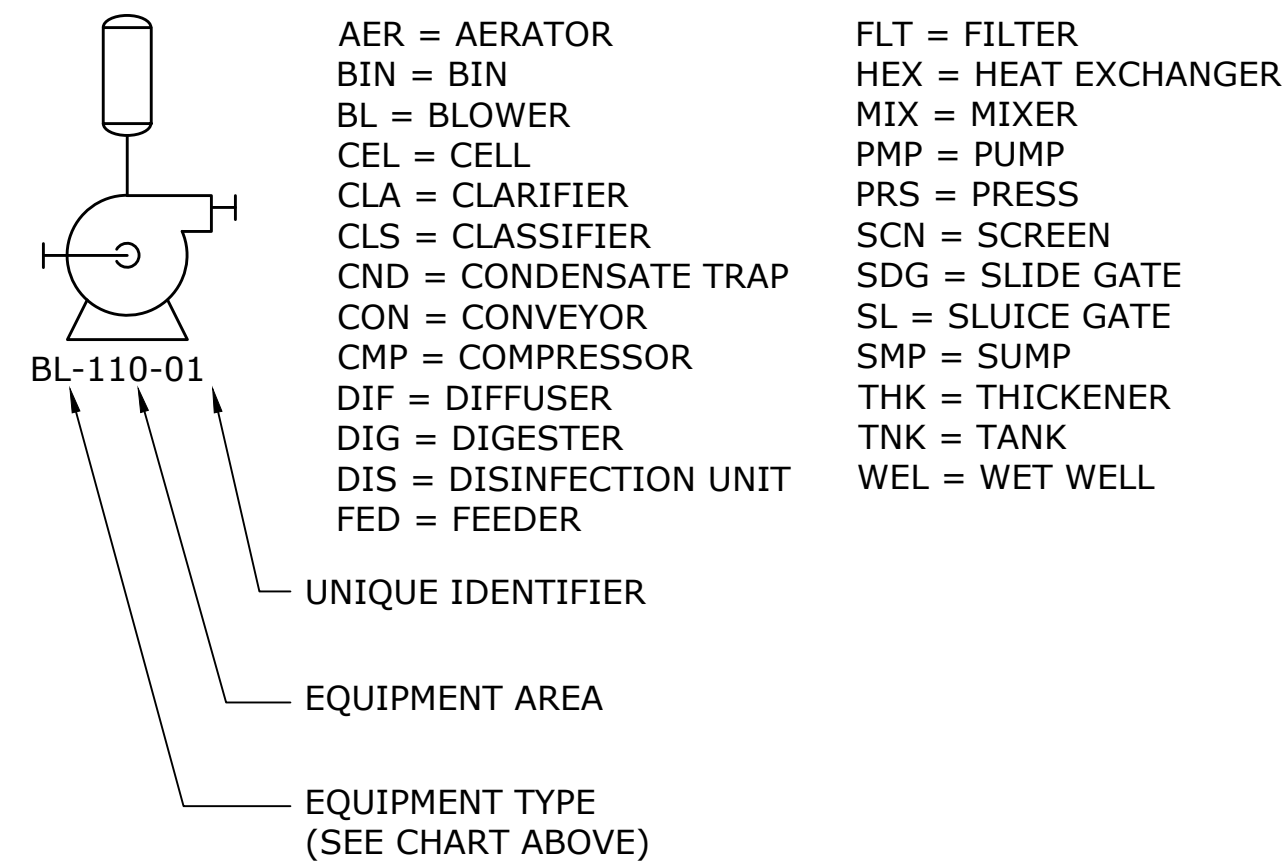 AER = AERATOR
BIN = BIN
BL = BLOWER
CEL = CELL
CLA = CLARIFIER
CLS = CLASSIFIER
CND = CONDENSATE TRAP
CON = CONVEYOR
CMP = COMPRESSOR
DIF = DIFFUSER
DIG = DIGESTER
DIS = DISINFECTION UNIT
FED = FEEDER
FLT = FILTER
HEX = HEAT EXCHANGER
MIX = MIXER
PMP = PUMP
PRS = PRESS
SCN = SCREEN
SDG = SLIDE GATE
SL = SLUICE GATE
SMP = SUMP
THK = THICKENER
TNK = TANK
WEL = WET WELL
BL-110-01
UNIQUE IDENTIFIER
EQUIPMENT AREA
EQUIPMENT TYPE
(SEE CHART ABOVE)